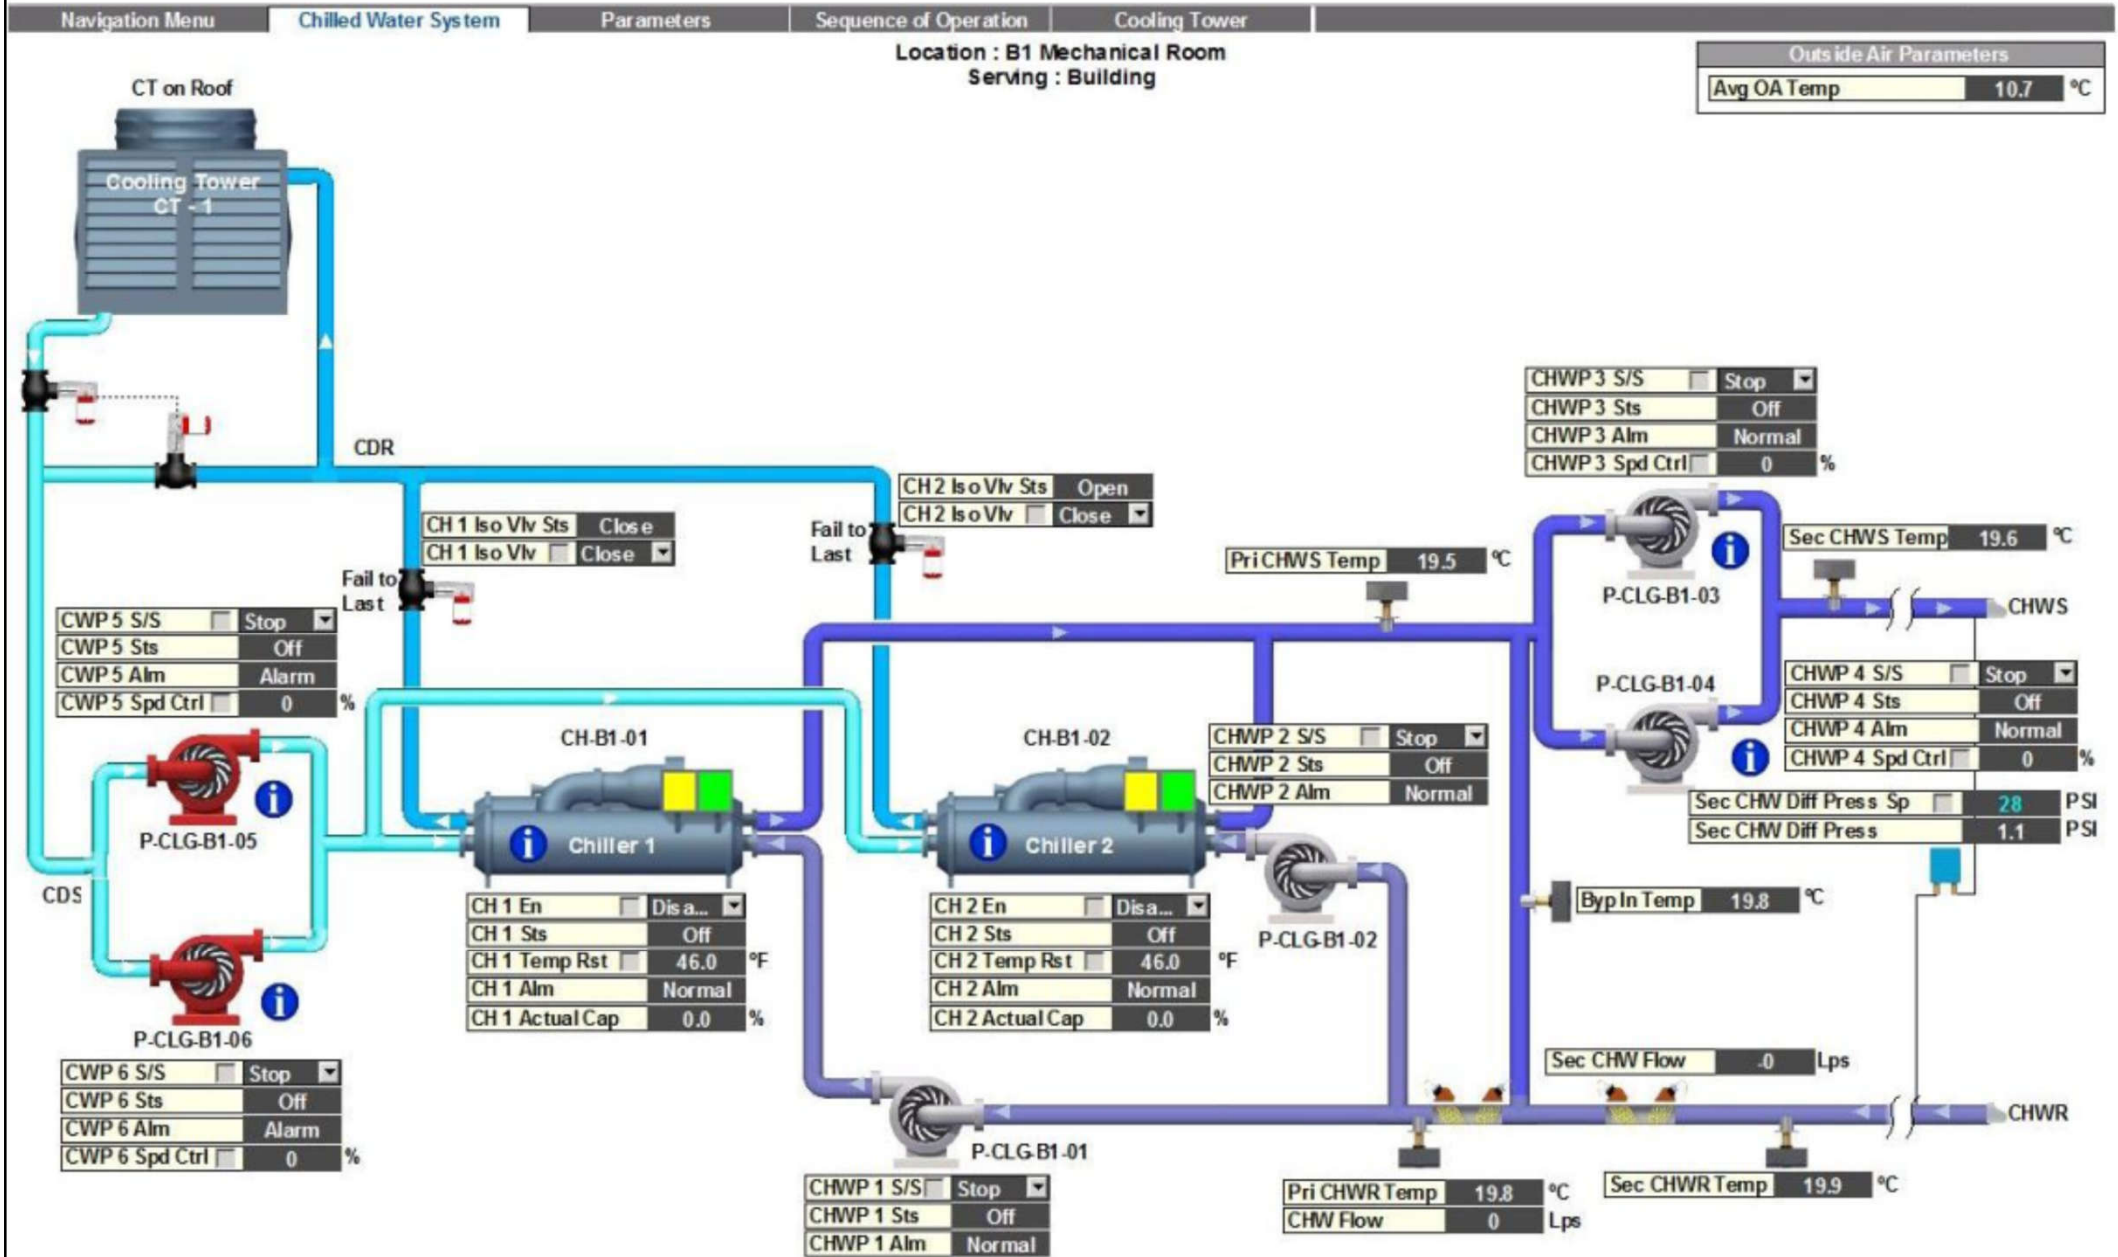 Navigation Menu
Chilled Water System
Parameters
Sequence of Operation
Cooling Tower
Location : B1 Mechanical Room
Serving : Building
Outside Air Parameters
Avg OA Temp 10.7 ºC
CT on Roof
Cooling Tower
CT - 1
CDR
CH 1 Iso Vlv Sts Close
CH 1 Iso Vlv Close
Fail to
Last
CH 2 Iso Vlv Sts Open
CH 2 Iso Vlv Close
Fail to
Last
Pri CHWS Temp 19.5 ºC
CHWP 3 S/S Stop
CHWP 3 Sts Off
CHWP 3 Alm Normal
CHWP 3 Spd Ctrl 0 %
P-CLG-B1-03
Sec CHWS Temp 19.6 ºC
CHWS
CWP 5 S/S Stop
CWP 5 Sts Off
CWP 5 Alm Alarm
CWP 5 Spd Ctrl 0 %
P-CLG-B1-05
CDS
P-CLG-B1-06
CWP 6 S/S Stop
CWP 6 Sts Off
CWP 6 Alm Alarm
CWP 6 Spd Ctrl 0 %
CH-B1-01
Chiller 1
CH 1 En Disa...
CH 1 Sts Off
CH 1 Temp Rst 46.0 ºF
CH 1 Alm Normal
CH 1 Actual Cap 0.0 %
CH-B1-02
Chiller 2
CH 2 En Disa...
CH 2 Sts Off
CH 2 Temp Rst 46.0 ºF
CH 2 Alm Normal
CH 2 Actual Cap 0.0 %
CHWP 2 S/S Stop
CHWP 2 Sts Off
CHWP 2 Alm Normal
P-CLG-B1-02
P-CLG-B1-04
CHWP 4 S/S Stop
CHWP 4 Sts Off
CHWP 4 Alm Normal
CHWP 4 Spd Ctrl 0 %
Sec CHW Diff Press Sp 28 PSI
Sec CHW Diff Press 1.1 PSI
Byp In Temp 19.8 ºC
Sec CHW Flow -0 Lps
CHWR
P-CLG-B1-01
CHWP 1 S/S Stop
CHWP 1 Sts Off
CHWP 1 Alm Normal
Pri CHWR Temp 19.8 ºC
CHW Flow 0 Lps
Sec CHWR Temp 19.9 ºC